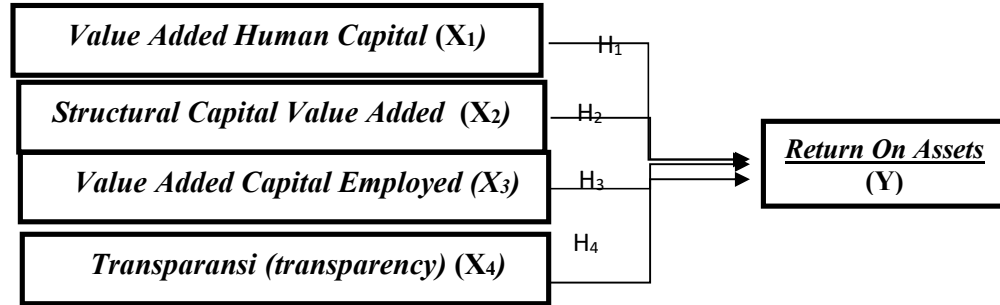 Value Added Human Capital (X₁)
H₁
Structural Capital Value Added (X₂)
H₂
Value Added Capital Employed (X₃)
H₃
Transparansi (transparency) (X₄)
H₄
Return On Assets
(Y)